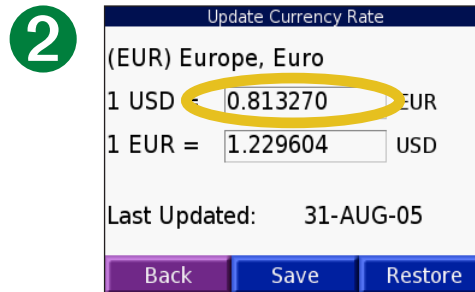 2
Update Currency Rate
(EUR) Europe, Euro
1 USD = 0.813270 EUR
1 EUR = 1.229604 USD
Last Updated: 31-AUG-05
Back Save Restore